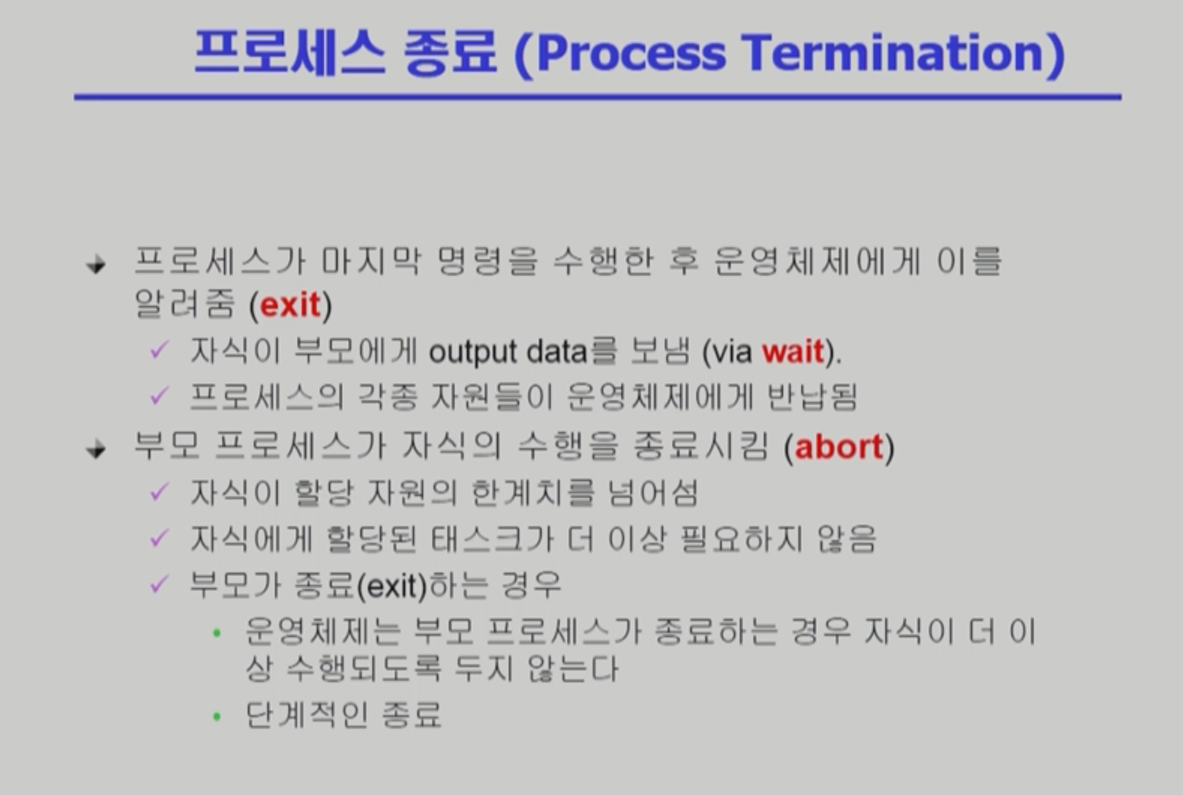 프로세스 종료 (Process Termination)
프로세스가 마지막 명령을 수행한 후 운영체제에게 이를
알려줌 (exit)
자식이 부모에게 output data를 보냄 (via wait).
프로세스의 각종 자원들이 운영체제에게 반납됨
부모 프로세스가 자식의 수행을 종료시킴 (abort)
자식이 할당 자원의 한계치를 넘어섬
자식에게 할당된 태스크가 더 이상 필요하지 않음
부모가 종료(exit)하는 경우
운영체제는 부모 프로세스가 종료하는 경우 자식이 더 이
상 수행되도록 두지 않는다
단계적인 종료